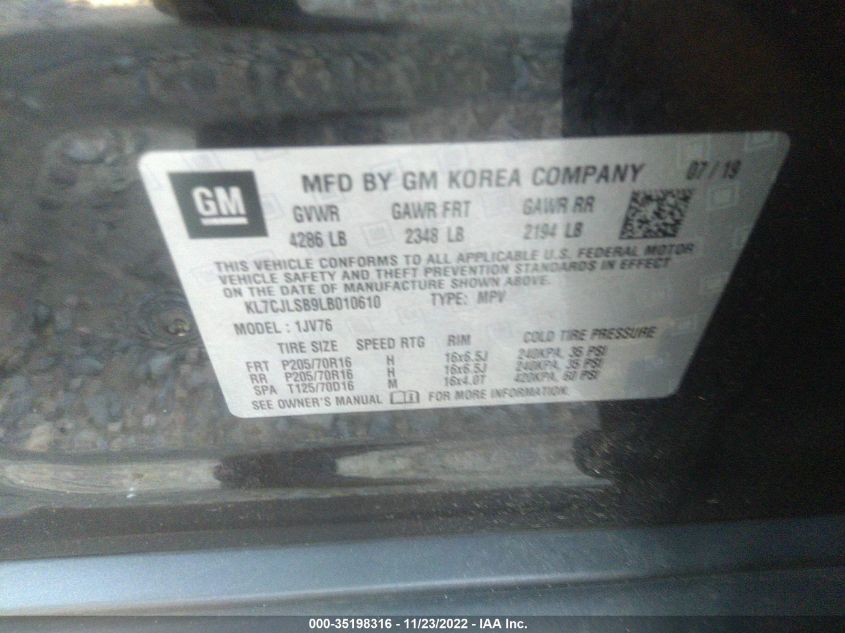 GM MFD BY GM KOREA COMPANY 07/19
GVWR GAWR FRT GAWR RR
4286 LB 2348 LB 2194 LB
THIS VEHICLE CONFORMS TO ALL APPLICABLE U.S. FEDERAL MOTOR
VEHICLE SAFETY AND THEFT PREVENTION STANDARDS IN EFFECT
ON THE DATE OF MANUFACTURE SHOWN ABOVE.
KL7CJLSB9LB010610 TYPE: MPV
MODEL: 1JV76
TIRE SIZE SPEED RTG RIM COLD TIRE PRESSURE
FRT P205/70R16 H 16x6.5J 240KPA, 35 PSI
RR P205/70R16 H 16x6.5J 240KPA, 35 PSI
SPA T125/70D16 M 16x4.0T 420KPA, 60 PSI
SEE OWNER'S MANUAL FOR MORE INFORMATION.
000-35198316 - 11/23/2022 - IAA Inc.